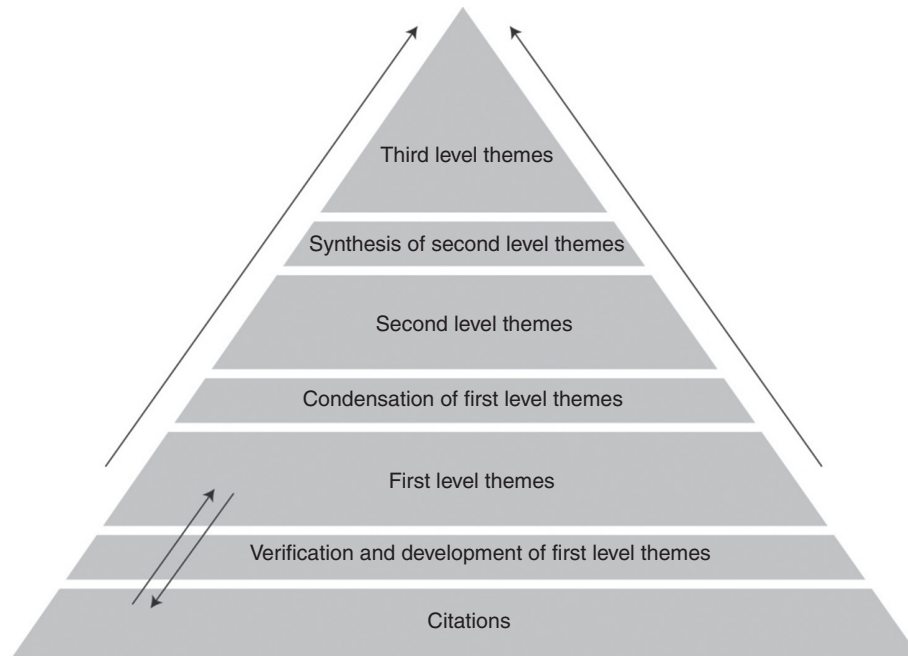 Third level themes
Synthesis of second level themes
Second level themes
Condensation of first level themes
First level themes
Verification and development of first level themes
Citations